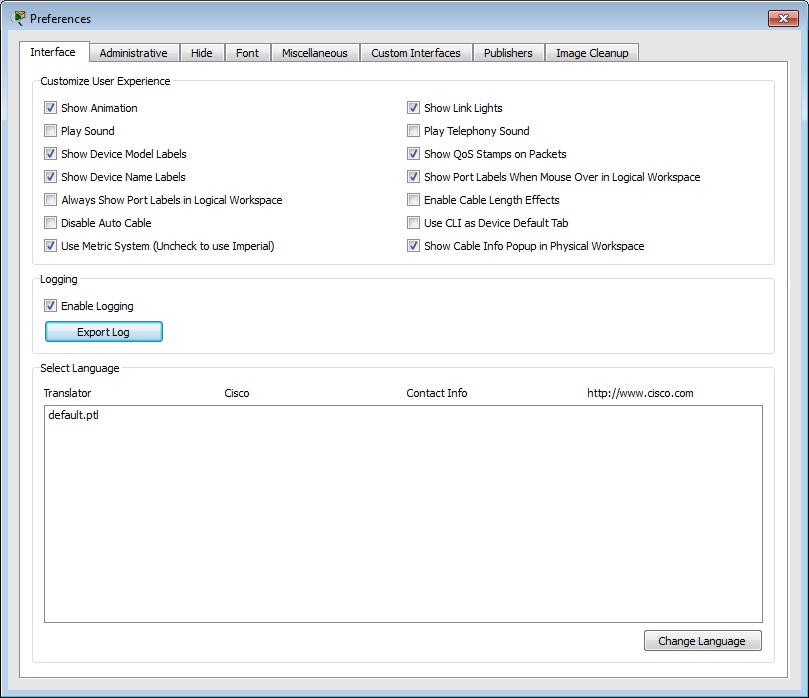 Preferences
Interface Administrative Hide Font Miscellaneous Custom Interfaces Publishers Image Cleanup
Customize User Experience
Show Animation Show Link Lights
Play Sound Play Telephony Sound
Show Device Model Labels Show QoS Stamps on Packets
Show Device Name Labels Show Port Labels When Mouse Over in Logical Workspace
Always Show Port Labels in Logical Workspace Enable Cable Length Effects
Disable Auto Cable Use CLI as Device Default Tab
Use Metric System (Uncheck to use Imperial) Show Cable Info Popup in Physical Workspace
Logging
Enable Logging
Export Log
Select Language
Translator Cisco Contact Info http://www.cisco.com
default.ptl
Change Language